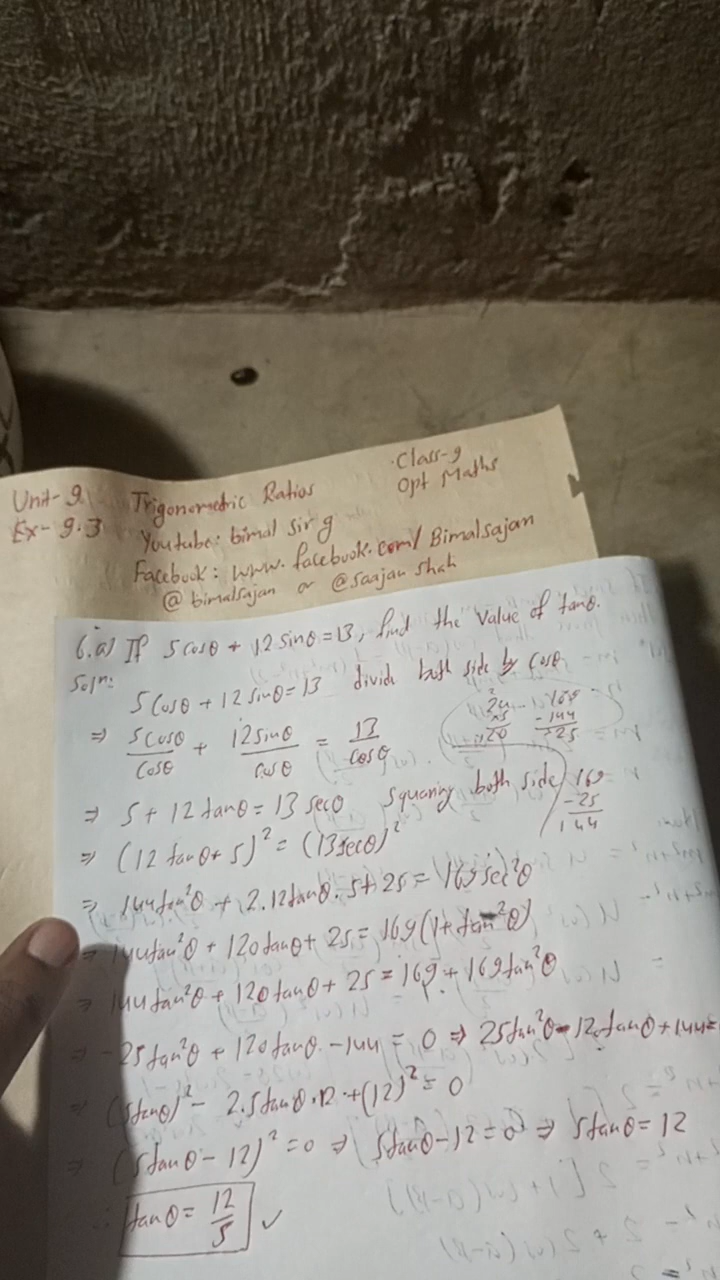 Unit-9 Trigonometric Ratios Class-9
Ex-9.3 Opt Maths
Youtube: bimal sir g
Facebook: www.facebook.com/Bimalsajan
@bimalsajan or @saajan shah
6.a) If 5cosθ + 12sinθ = 13, find the value of tanθ.
Soln:
5cosθ + 12sinθ = 13 divide both side by cosθ
⇒ 5cosθ/cosθ + 12sinθ/cosθ = 13/cosθ
⇒ 5 + 12tanθ = 13secθ squaring both side
169
-25
144
⇒ (12tanθ + 5)² = (13secθ)²
⇒ 144tan²θ + 2.12tanθ.5 + 25 = 169sec²θ
⇒ 144tan²θ + 120tanθ + 25 = 169(1 + tan²θ)
⇒ 144tan²θ + 120tanθ + 25 = 169 + 169tan²θ
⇒ -25tan²θ + 120tanθ - 144 = 0 ⇒ 25tan²θ - 120tanθ + 144 =
⇒ (5tanθ)² - 2.5tanθ.12 + (12)² = 0
⇒ (5tanθ - 12)² = 0 ⇒ 5tanθ - 12 = 0 ⇒ 5tanθ = 12
∴ tanθ = 12/5 ✓